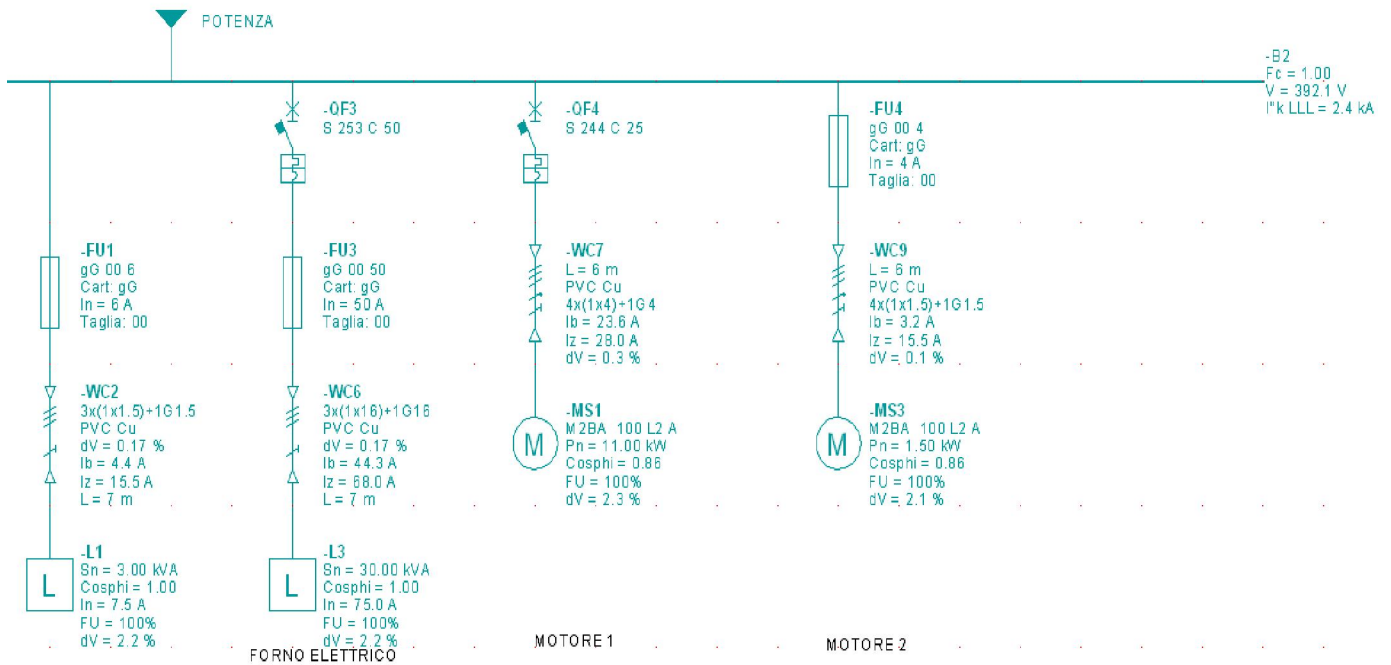 POTENZA
-B2
Fc = 1.00
V = 392.1 V
I"k LLL = 2.4 kA
-QF3
S 253 C 50
-QF4
S 244 C 25
-FU4
gG 00 4
Cart: gG
In = 4 A
Taglia: 00
-FU1
gG 00 6
Cart: gG
In = 6 A
Taglia: 00
-FU3
gG 00 50
Cart: gG
In = 50 A
Taglia: 00
-WC7
L = 6 m
PVC Cu
4x(1x4)+1G4
Ib = 23.6 A
Iz = 28.0 A
dV = 0.3 %
-WC9
L = 6 m
PVC Cu
4x(1x1.5)+1G1.5
Ib = 3.2 A
Iz = 15.5 A
dV = 0.1 %
-WC2
3x(1x1.5)+1G1.5
PVC Cu
dV = 0.17 %
Ib = 4.4 A
Iz = 15.5 A
L = 7 m
-WC6
3x(1x16)+1G16
PVC Cu
dV = 0.17 %
Ib = 44.3 A
Iz = 68.0 A
L = 7 m
-MS1
M2BA 100 L2 A
Pn = 11.00 kW
Cosphi = 0.86
FU = 100%
dV = 2.3 %
M
-MS3
M2BA 100 L2 A
Pn = 1.50 kW
Cosphi = 0.86
FU = 100%
dV = 2.1 %
M
-L1
Sn = 3.00 kVA
Cosphi = 1.00
In = 7.5 A
FU = 100%
dV = 2.2 %
L
-L3
Sn = 30.00 kVA
Cosphi = 1.00
In = 75.0 A
FU = 100%
dV = 2.2 %
L
FORNO ELETTRICO
MOTORE 1
MOTORE 2